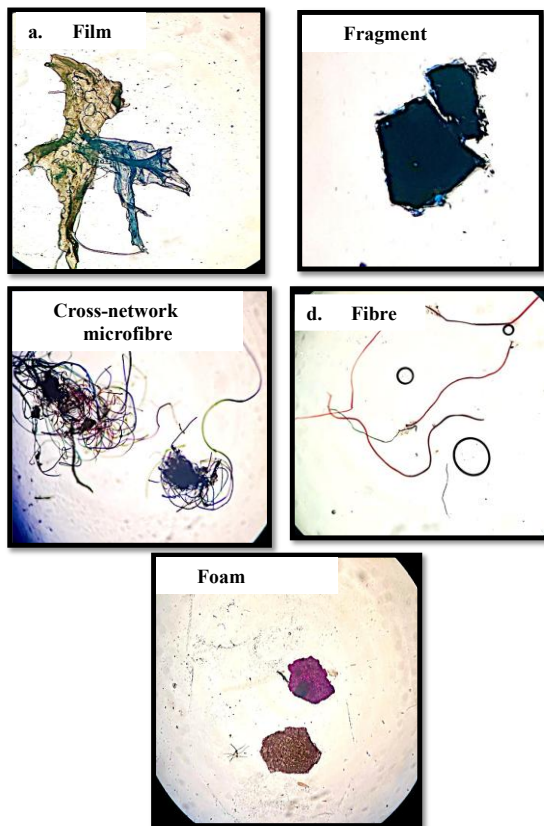 a. Film
Fragment
Cross-network
microfibre
d. Fibre
Foam